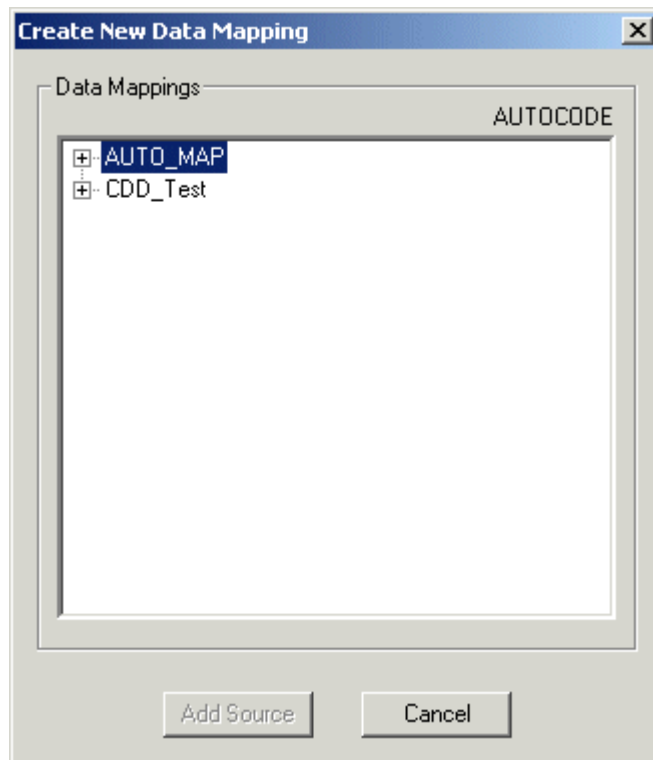 Create New Data Mapping
Data Mappings
AUTOCODE
AUTO_MAP
CDD_Test
Add Source Cancel